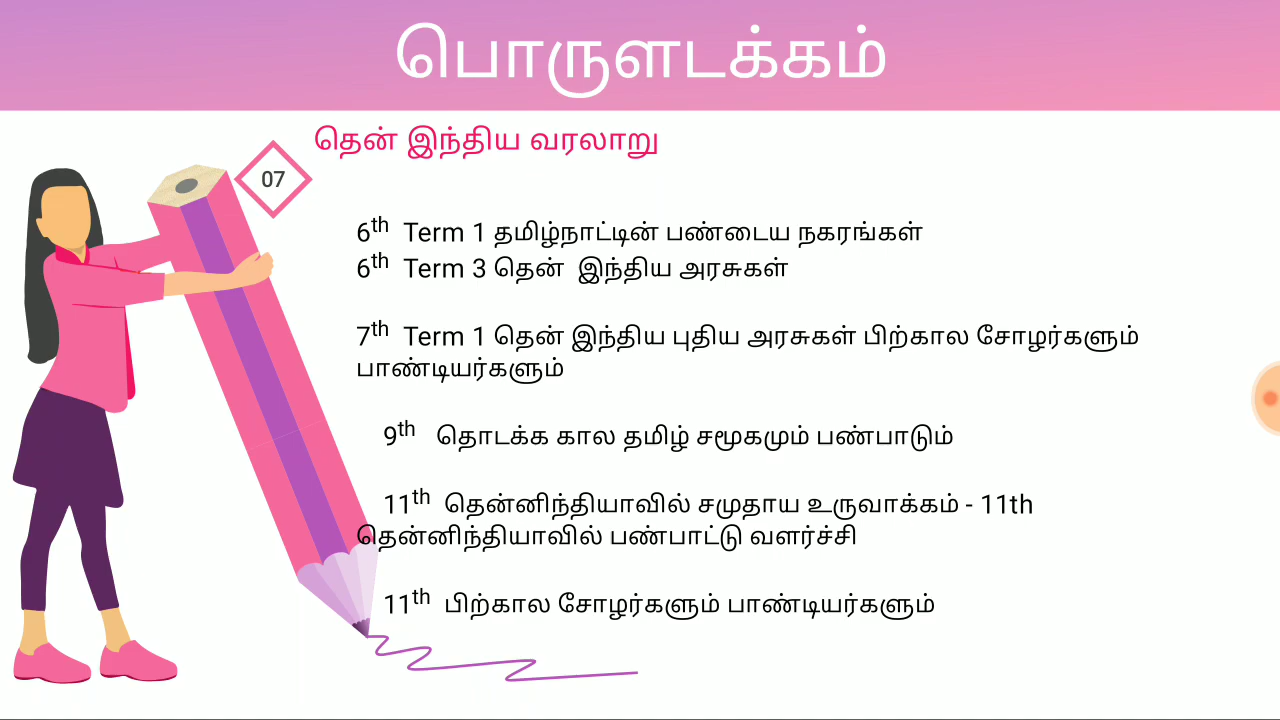 பொருளடக்கம்
தென் இந்திய வரலாறு
07
6th Term 1 தமிழ்நாட்டின் பண்டைய நகரங்கள்
6th Term 3 தென் இந்திய அரசுகள்
7th Term 1 தென் இந்திய புதிய அரசுகள் பிற்கால சோழர்களும்
பாண்டியர்களும்
9th தொடக்க கால தமிழ் சமூகமும் பண்பாடும்
11th தென்னிந்தியாவில் சமுதாய உருவாக்கம் - 11th
தென்னிந்தியாவில் பண்பாட்டு வளர்ச்சி
11th பிற்கால சோழர்களும் பாண்டியர்களும்